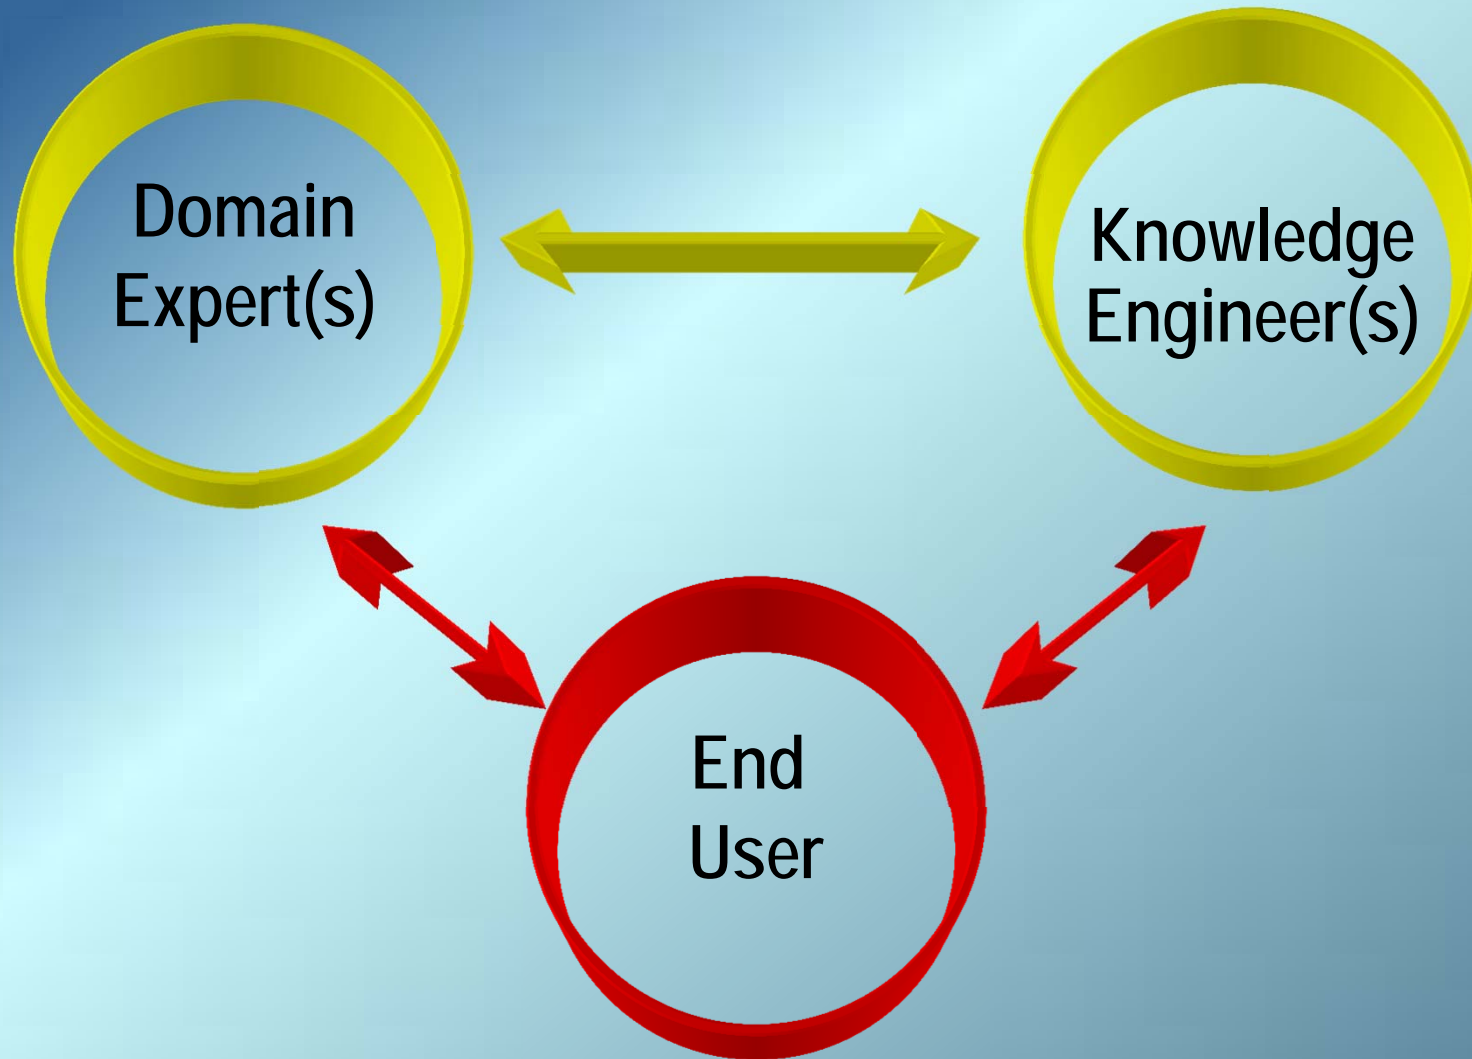 Domain
Expert(s)
Knowledge
Engineer(s)
End
User